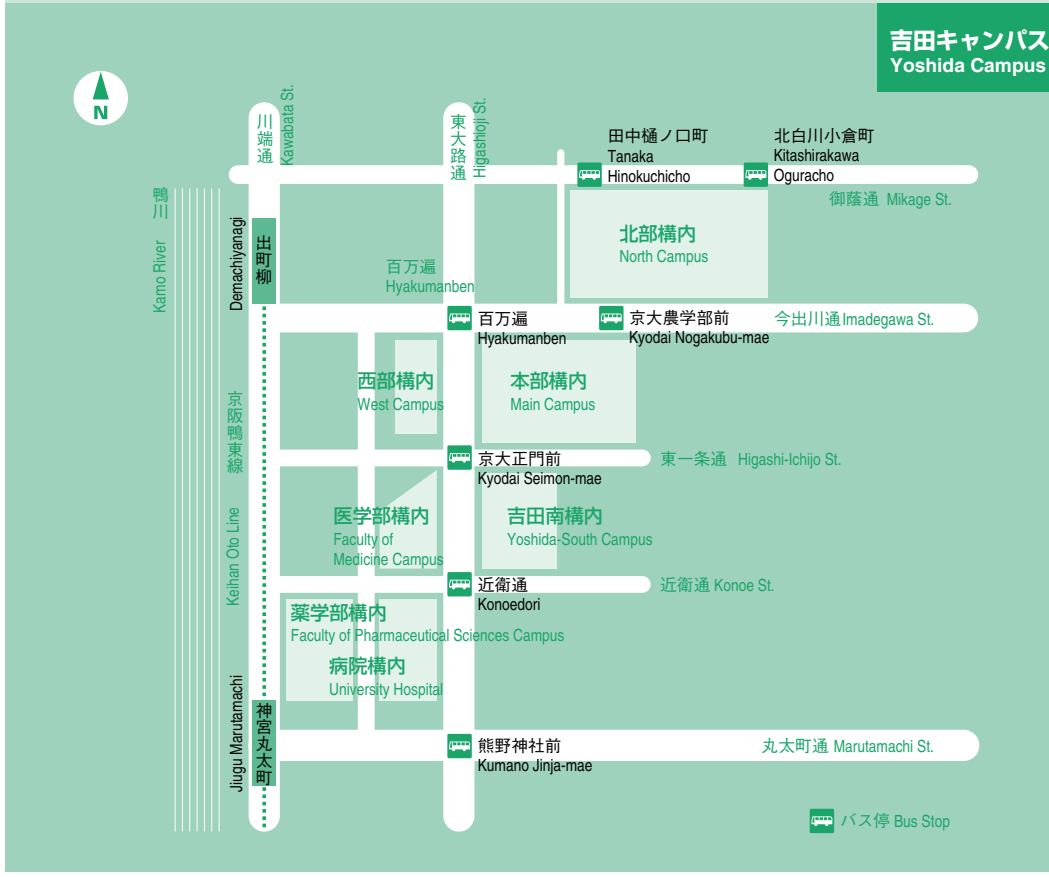 吉田キャンパス
Yoshida Campus
N
川端通
Kawabata St.
東大路通
Higashioji St.
田中樋ノ口町
Tanaka
Hinokuchicho
北白川小倉町
Kitashirakawa
Oguracho
御蔭通 Mikage St.
鴨川
Kamo River
出町柳
Demachiyanagi
北部構内
North Campus
百万遍
Hyakumanben
百万遍
Hyakumanben
京大農学部前
Kyodai Nogakubu-mae
今出川通 Imadegawa St.
西部構内
West Campus
本部構内
Main Campus
京阪鴨東線
Keihan Oto Line
京大正門前
Kyodai Seimon-mae
東一条通 Higashi-Ichijo St.
医学部構内
Faculty of
Medicine Campus
吉田南構内
Yoshida-South Campus
近衛通
Konoedori
近衛通 Konoe St.
薬学部構内
Faculty of Pharmaceutical Sciences Campus
病院構内
University Hospital
神宮丸太町
Jiugu Marutamachi
熊野神社前
Kumano Jinja-mae
丸太町通 Marutamachi St.
バス停 Bus Stop